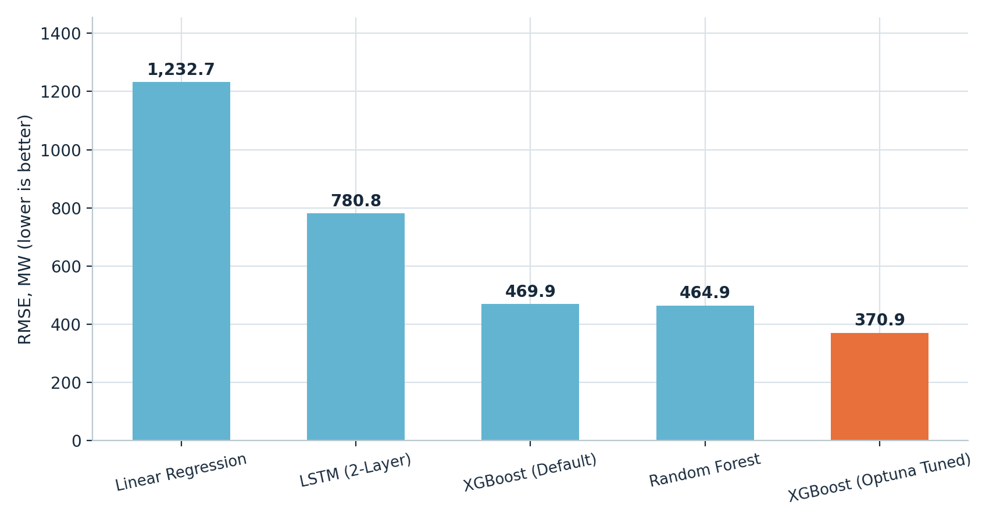 RMSE, MW (lower is better)
1400
1200
1000
800
600
400
200
0
1,232.7
780.8
469.9
464.9
370.9
Linear Regression
LSTM (2-Layer)
XGBoost (Default)
Random Forest
XGBoost (Optuna Tuned)